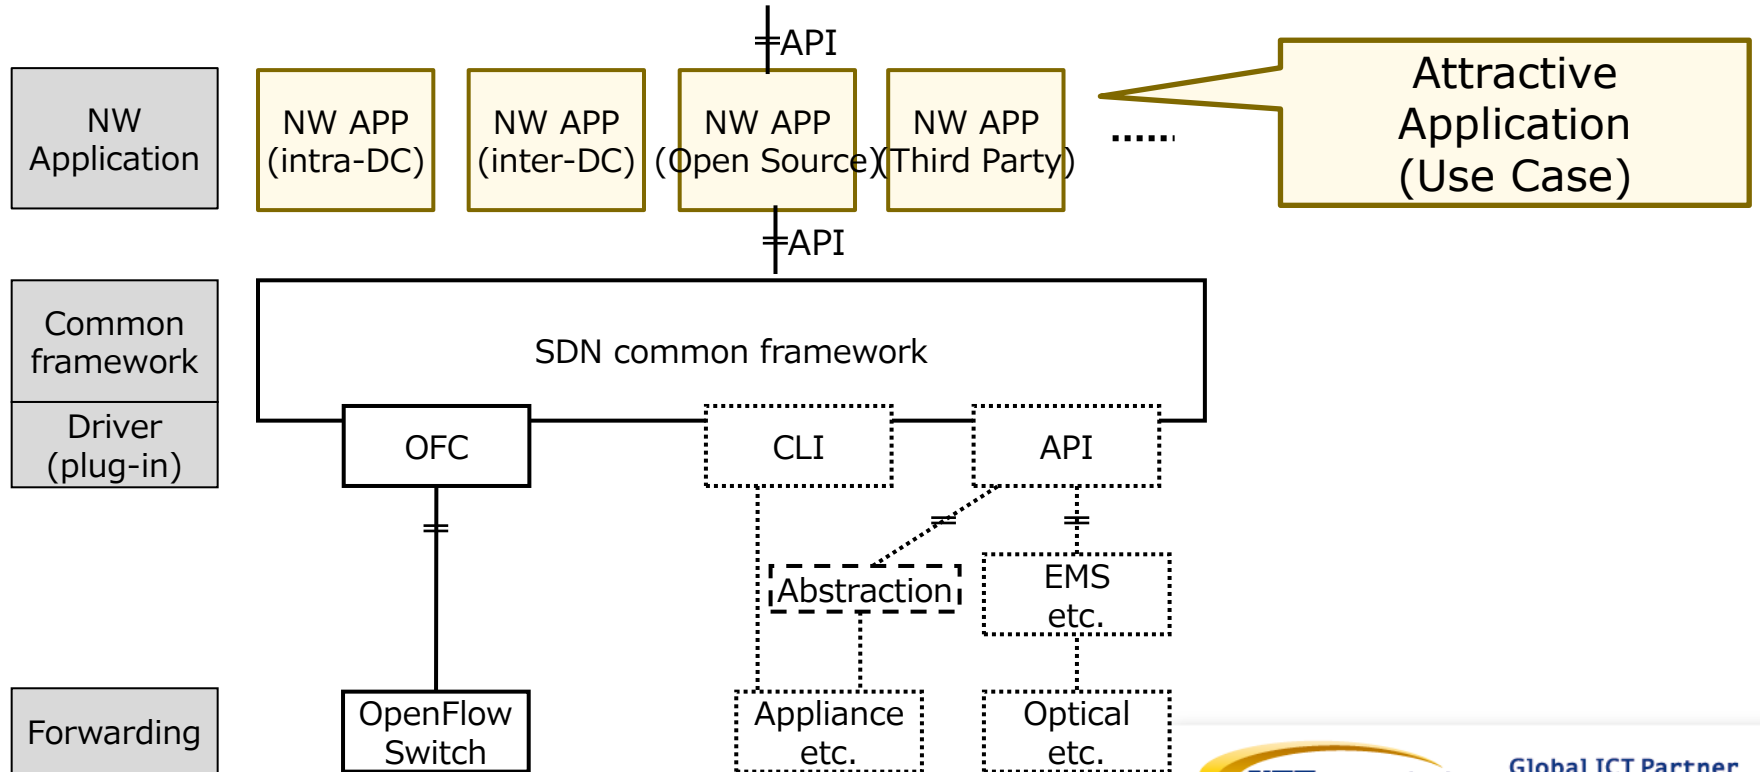 API
NW
Application
NW APP
(intra-DC)
NW APP
(inter-DC)
NW APP
(Open Source)
NW APP
(Third Party)
......
Attractive
Application
(Use Case)
API
Common
framework
SDN common framework
Driver
(plug-in)
OFC
CLI
API
Abstraction
EMS
etc.
Forwarding
OpenFlow
Switch
Appliance
etc.
Optical
etc.
Global ICT Partner